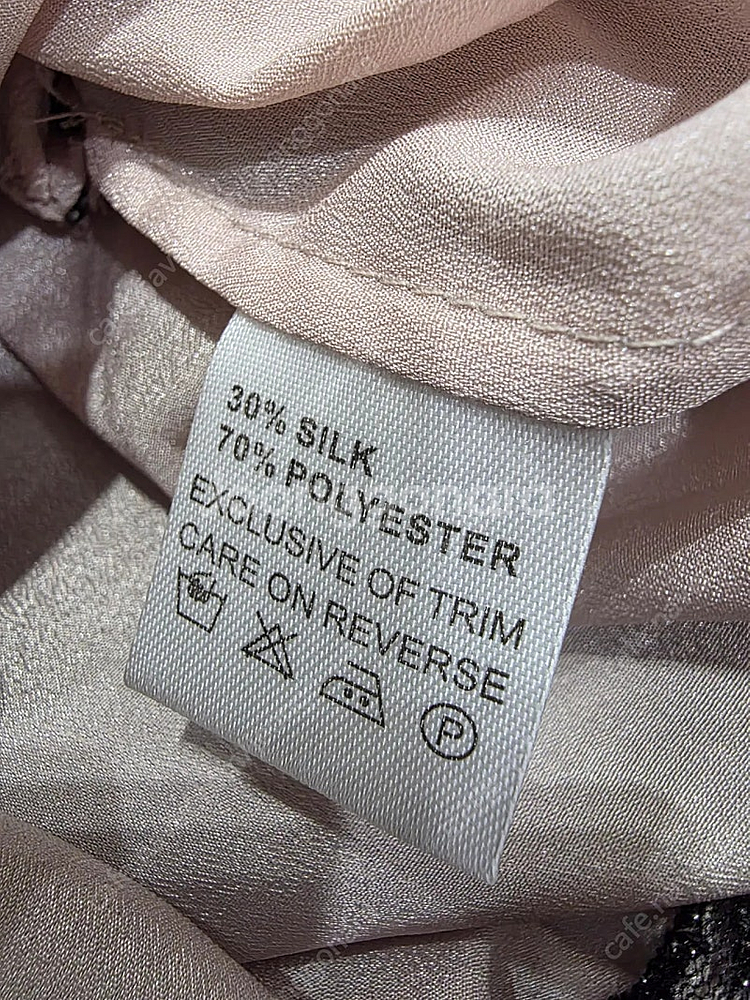 30% SILK
70% POLYESTER
EXCLUSIVE OF TRIM
CARE ON REVERSE
P